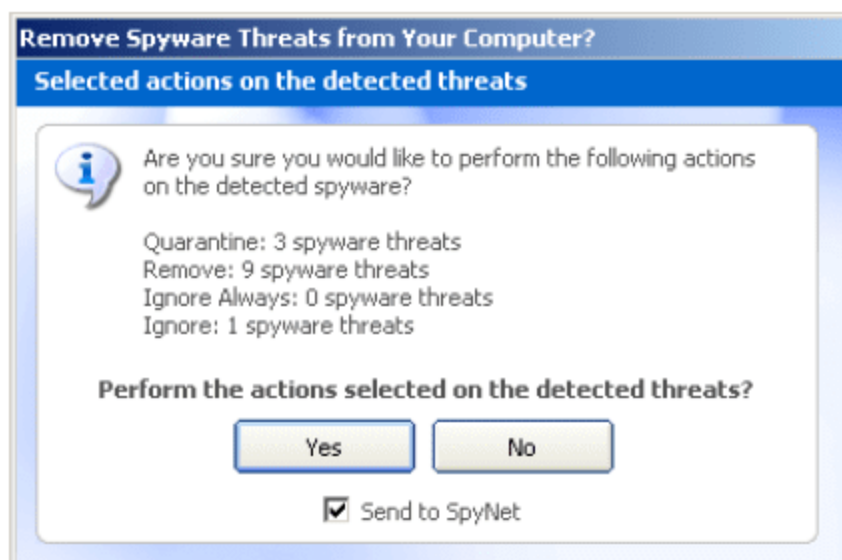 Remove Spyware Threats from Your Computer?
Selected actions on the detected threats
Are you sure you would like to perform the following actions
on the detected spyware?
Quarantine: 3 spyware threats
Remove: 9 spyware threats
Ignore Always: 0 spyware threats
Ignore: 1 spyware threats
Perform the actions selected on the detected threats?
Yes No
Send to SpyNet